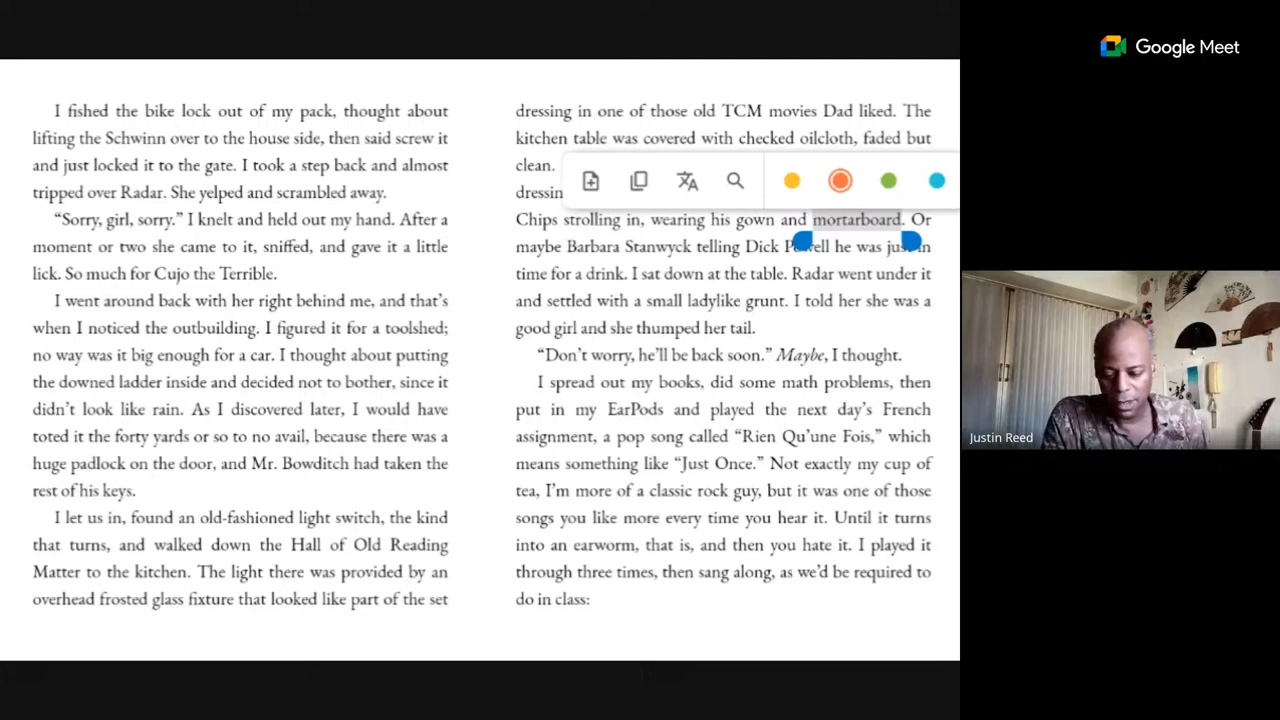 I fished the bike lock out of my pack, thought about
lifting the Schwinn over to the house side, then said screw it
and just locked it to the gate. I took a step back and almost
tripped over Radar. She yelped and scrambled away.
“Sorry, girl, sorry.” I knelt and held out my hand. After a
moment or two she came to it, sniffed, and gave it a little
lick. So much for Cujo the Terrible.
I went around back with her right behind me, and that’s
when I noticed the outbuilding. I figured it for a toolshed;
no way was it big enough for a car. I thought about putting
the downed ladder inside and decided not to bother, since it
didn’t look like rain. As I discovered later, I would have
toted it the forty yards or so to no avail, because there was a
huge padlock on the door, and Mr. Bowditch had taken the
rest of his keys.
I let us in, found an old-fashioned light switch, the kind
that turns, and walked down the Hall of Old Reading
Matter to the kitchen. The light there was provided by an
overhead frosted glass fixture that looked like part of the set
dressing in one of those old TCM movies Dad liked. The
kitchen table was covered with checked oilcloth, faded but
clean.
dressin
Chips strolling in, wearing his gown and mortarboard. Or
maybe Barbara Stanwyck telling Dick Powell he was just in
time for a drink. I sat down at the table. Radar went under it
and settled with a small ladylike grunt. I told her she was a
good girl and she thumped her tail.
“Don’t worry, he’ll be back soon.” Maybe, I thought.
I spread out my books, did some math problems, then
put in my EarPods and played the next day’s French
assignment, a pop song called “Rien Qu’une Fois,” which
means something like “Just Once.” Not exactly my cup of
tea, I’m more of a classic rock guy, but it was one of those
songs you like more every time you hear it. Until it turns
into an earworm, that is, and then you hate it. I played it
through three times, then sang along, as we’d be required to
do in class:
Google Meet
Justin Reed